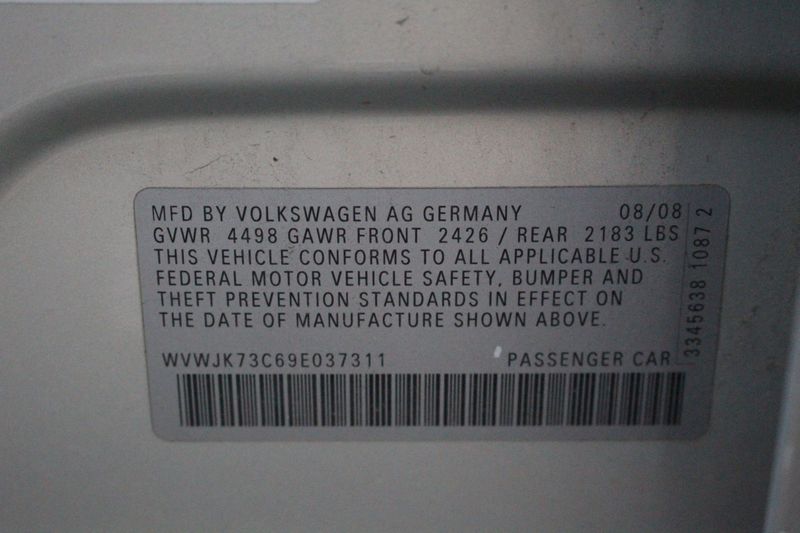 MFD BY VOLKSWAGEN AG GERMANY 08/08
GVWR 4498 GAWR FRONT 2426 / REAR 2183 LBS
THIS VEHICLE CONFORMS TO ALL APPLICABLE U.S.
FEDERAL MOTOR VEHICLE SAFETY, BUMPER AND
THEFT PREVENTION STANDARDS IN EFFECT ON
THE DATE OF MANUFACTURE SHOWN ABOVE.
WVWJK73C69E037311 PASSENGER CAR
3345638 1087 2